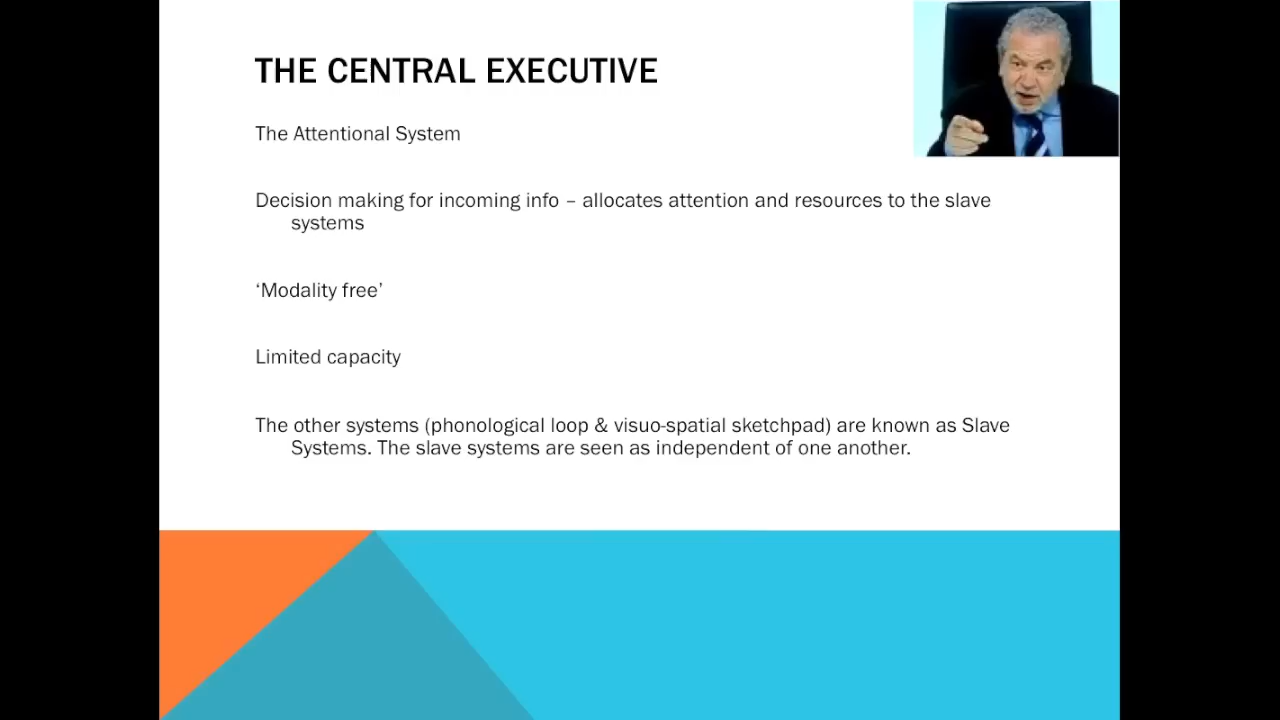 THE CENTRAL EXECUTIVE
The Attentional System
Decision making for incoming info – allocates attention and resources to the slave
systems
‘Modality free’
Limited capacity
The other systems (phonological loop & visuo-spatial sketchpad) are known as Slave
Systems. The slave systems are seen as independent of one another.